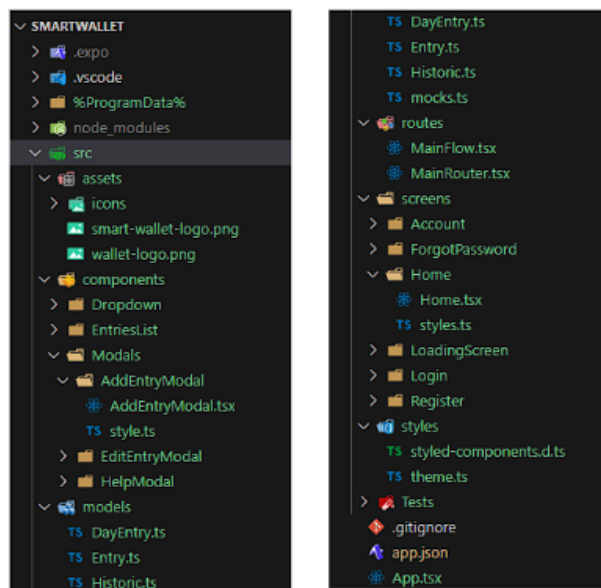 SMARTWALLET
.expo
.vscode
%ProgramData%
node_modules
src
assets
icons
smart-wallet-logo.png
wallet-logo.png
components
Dropdown
EntriesList
Modals
AddEntryModal
AddEntryModal.tsx
TS style.ts
EditEntryModal
HelpModal
models
TS DayEntry.ts
TS Entry.ts
TS Historic.ts
TS DayEntry.ts
TS Entry.ts
TS Historic.ts
TS mocks.ts
routes
MainFlow.tsx
MainRouter.tsx
screens
Account
ForgotPassword
Home
Home.tsx
TS styles.ts
LoadingScreen
Login
Register
styles
TS styled-components.d.ts
TS theme.ts
Tests
.gitignore
app.json
App.tsx